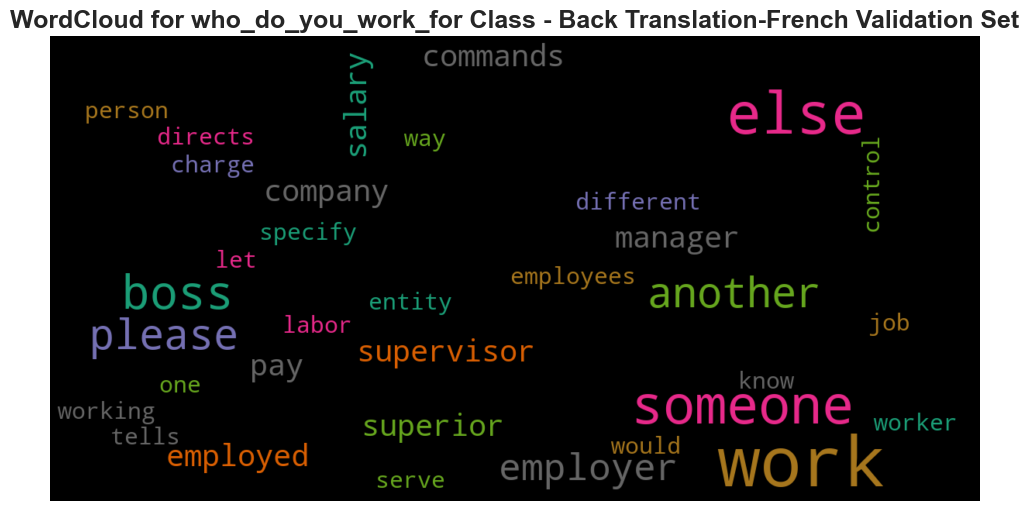 WordCloud for who_do_you_work_for Class - Back Translation-French Validation Set
commands
salary
else
person
directs
way
control
charge
company
different
specify
manager
let
employees
boss
another
entity
please
labor
job
supervisor
pay
one
know
working
someone
tells
superior
worker
employed
would
employer
work
serve